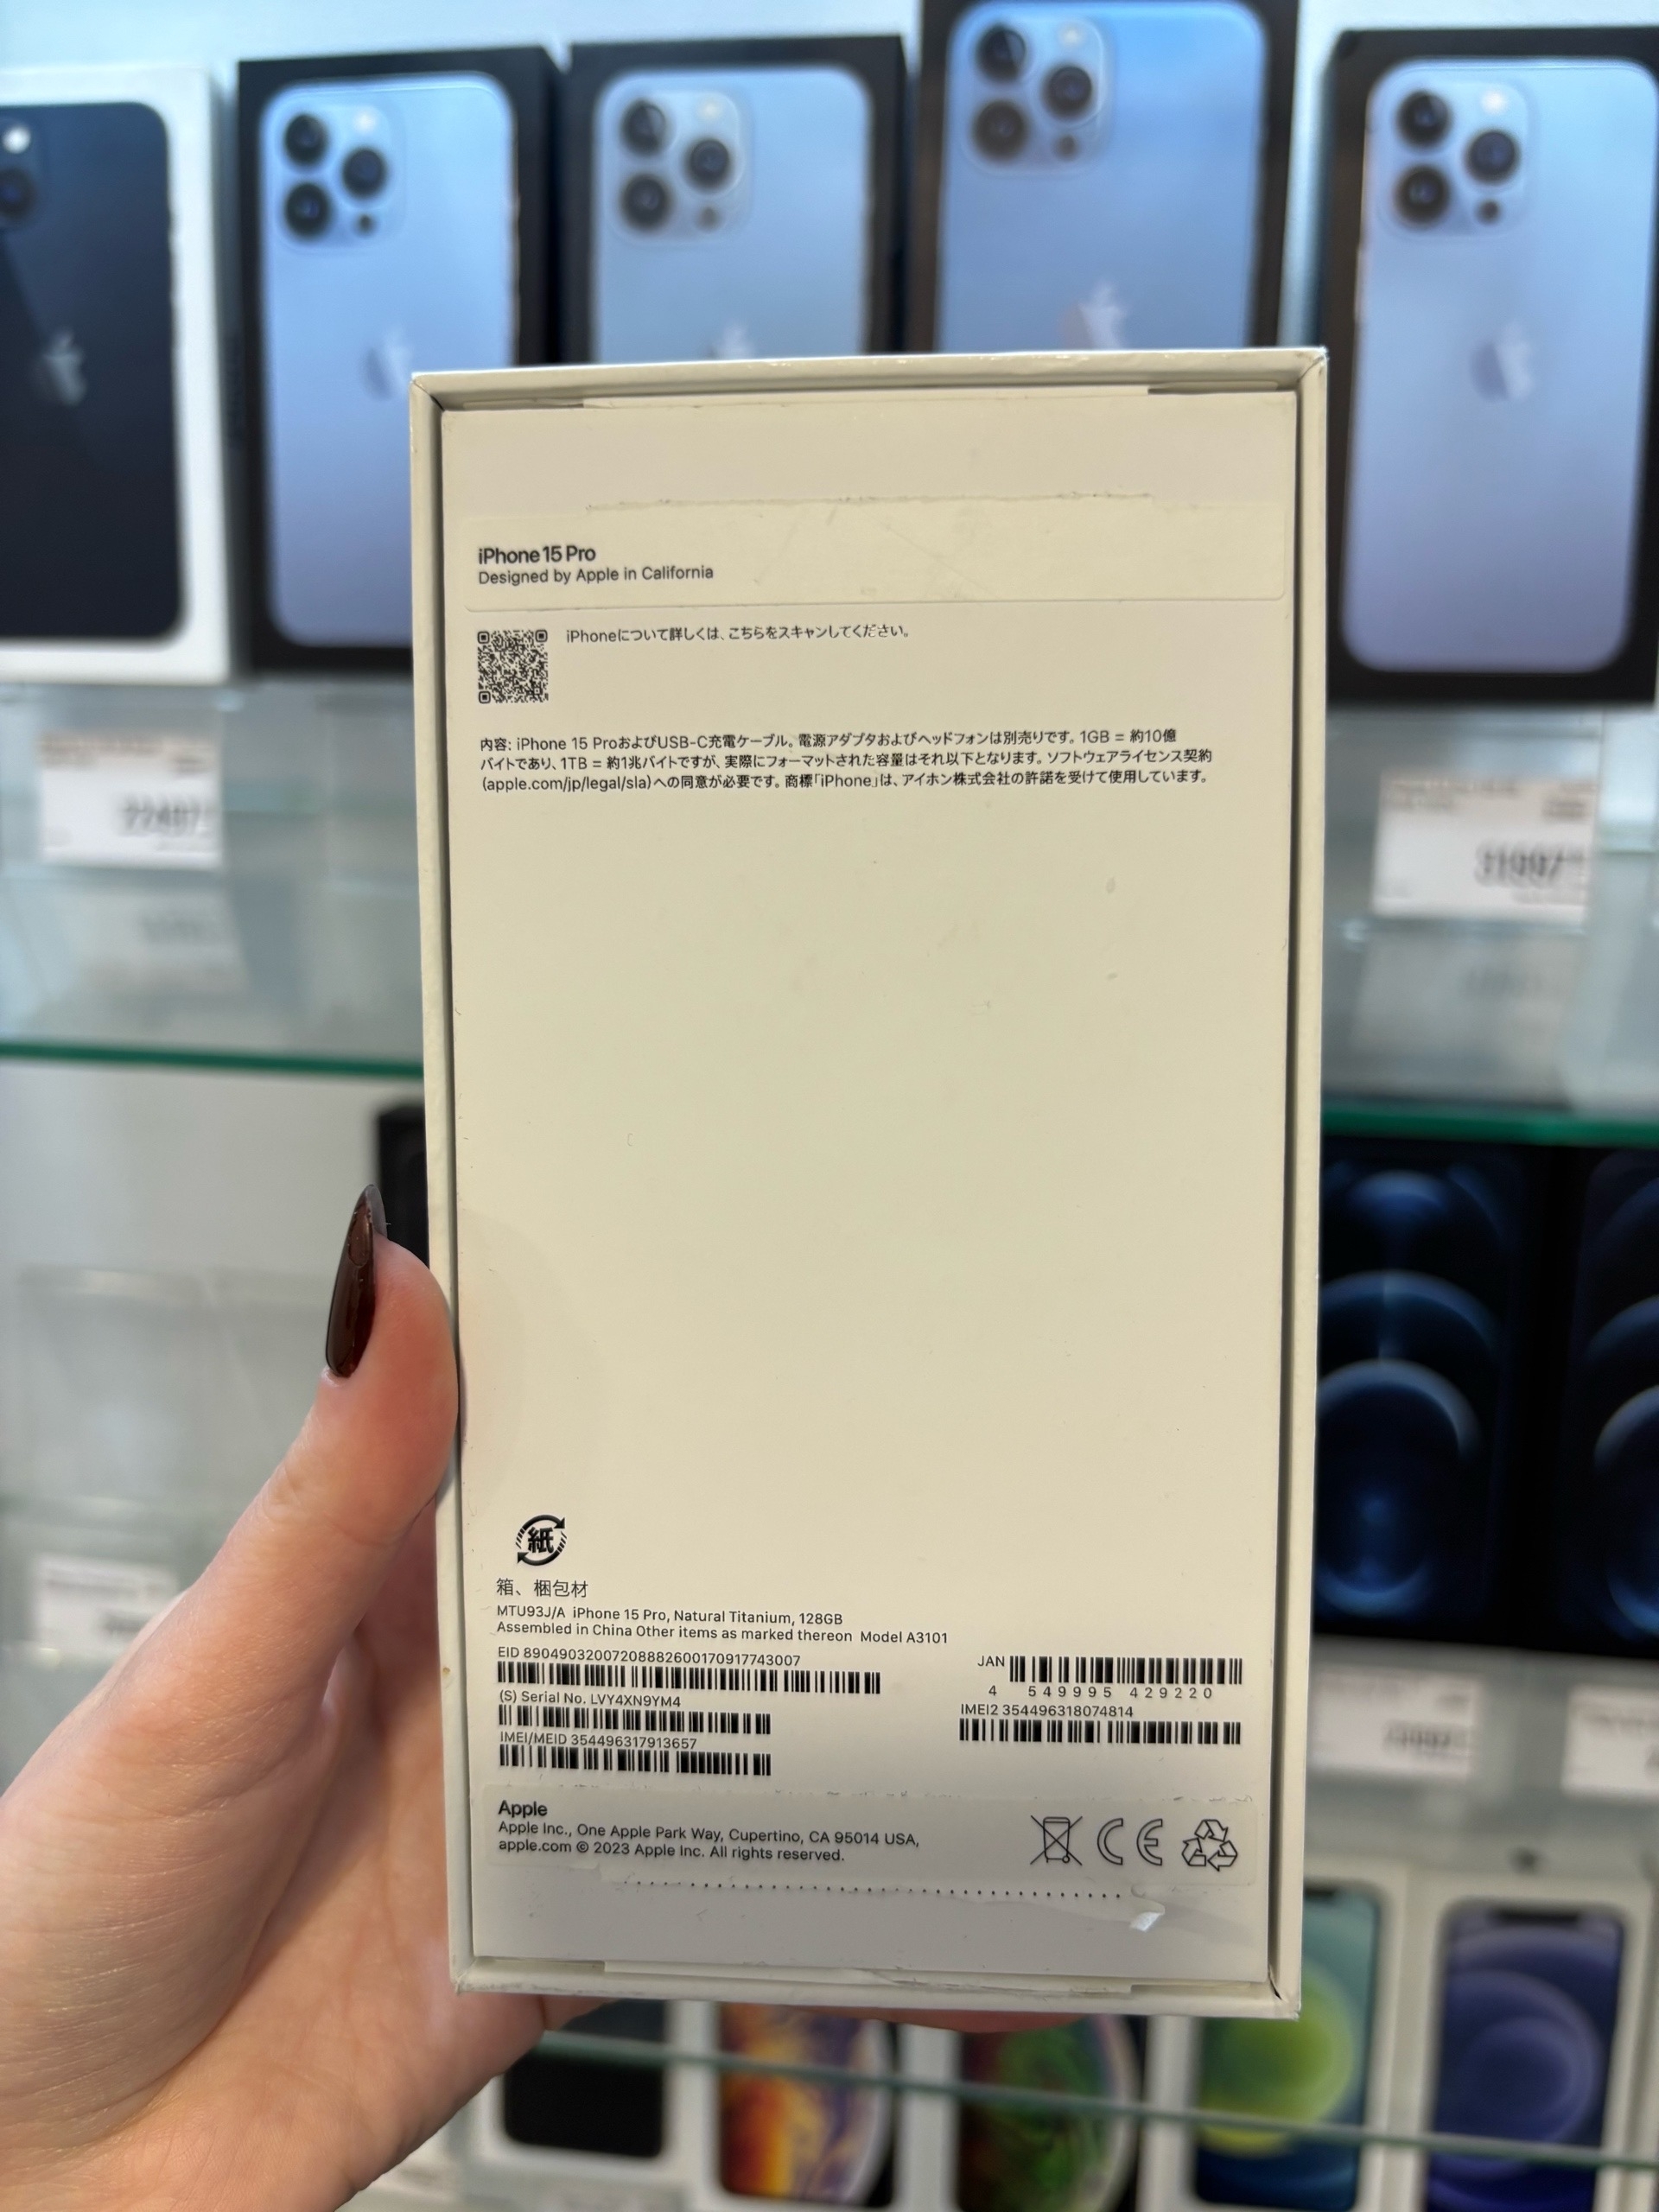 iPhone 15 Pro
Designed by Apple in California
iPhoneについて詳しくは、こちらをスキャンしてください。
内容: iPhone 15 ProおよびUSB-C充電ケーブル。電源アダプタおよびヘッドフォンは別売りです。1GB = 約10億
バイトであり、1TB = 約1兆バイトですが、実際にフォーマットされた容量はそれ以下となります。ソフトウェアライセンス契約
(apple.com/jp/legal/sla)への同意が必要です。商標「iPhone」は、アイホン株式会社の許諾を受けて使用しています。
紙
箱、梱包材
MTU93J/A iPhone 15 Pro, Natural Titanium, 128GB
Assembled in China Other items as marked thereon Model A3101
EID 89049032007208882600170917743007
(S) Serial No. LVY4XN9YM4
IMEI/MEID 354496317913657
JAN
4 549995 429220
IMEI2 354496318074814
Apple
Apple Inc., One Apple Park Way, Cupertino, CA 95014 USA,
apple.com © 2023 Apple Inc. All rights reserved.
CE